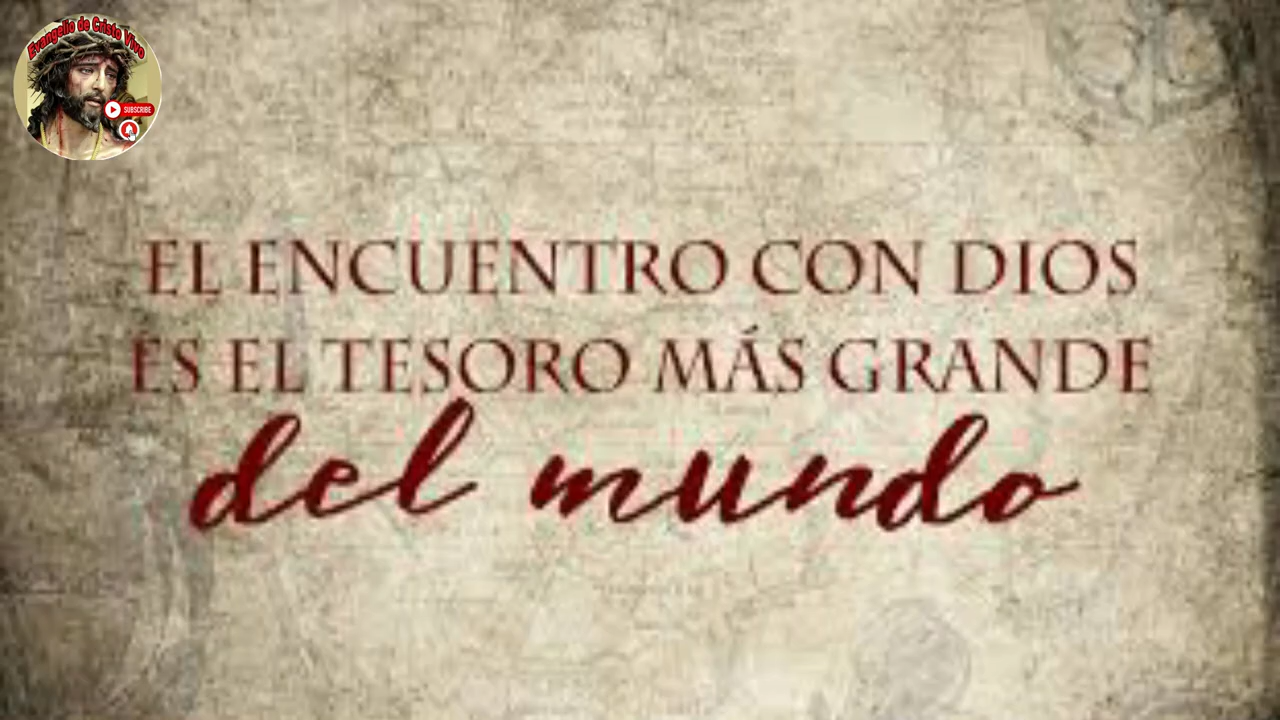 Evangelio de Cristo Vivo
SUBSCRIBE
EL ENCUENTRO CON DIOS
ES EL TESORO MÁS GRANDE
del mundo